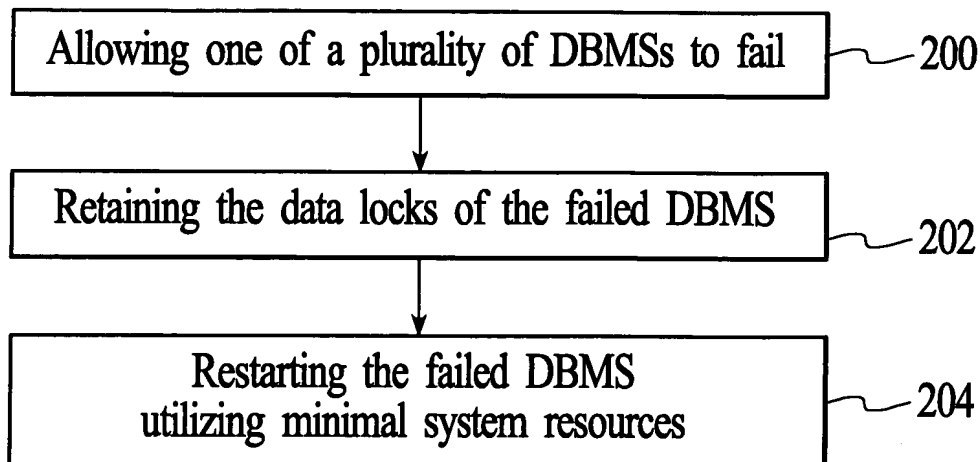 Allowing one of a plurality of DBMSs to fail
200
Retaining the data locks of the failed DBMS
202
Restarting the failed DBMS
utilizing minimal system resources
204